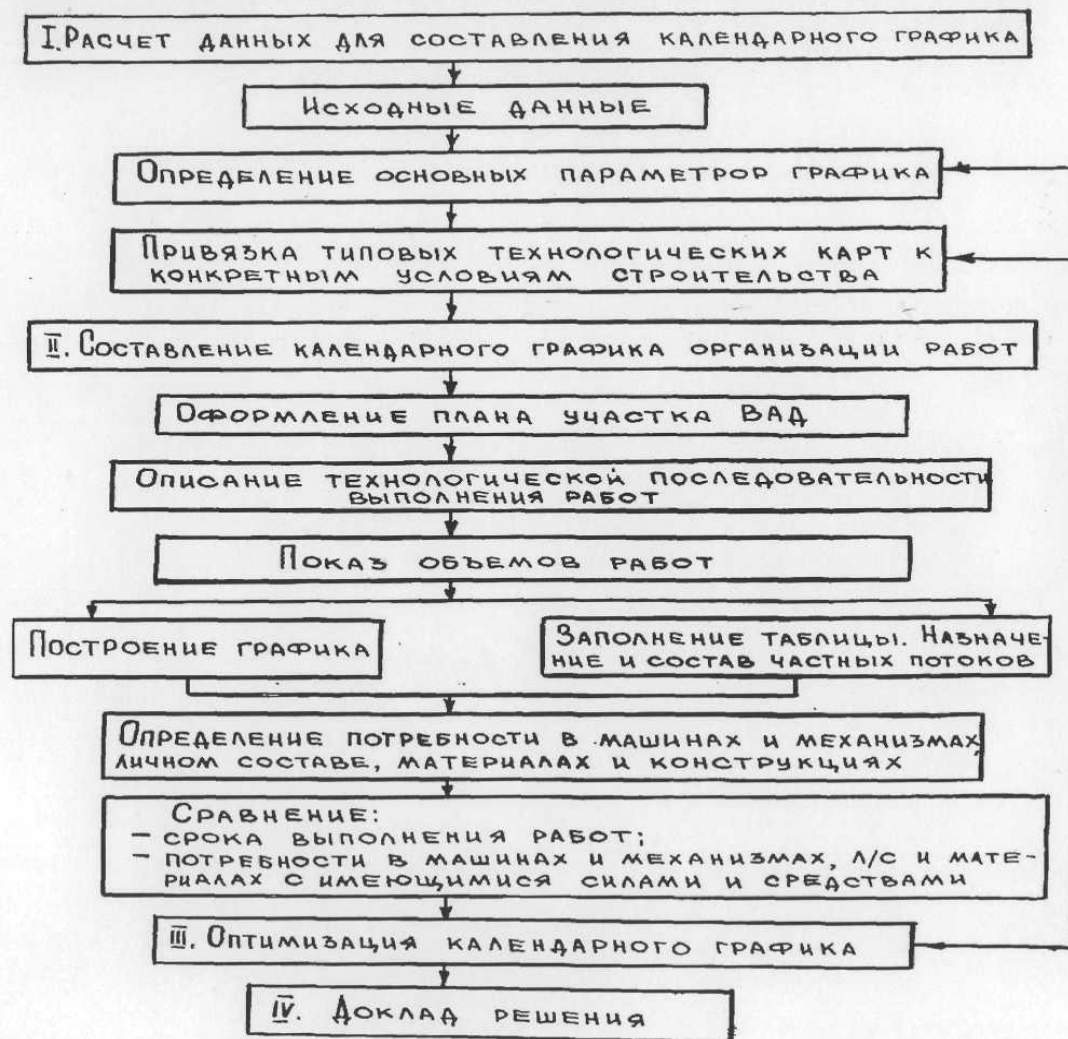 I. РАСЧЕТ ДАННЫХ ДЛЯ СОСТАВЛЕНИЯ КАЛЕНДАРНОГО ГРАФИКА
ИСХОДНЫЕ ДАННЫЕ
ОПРЕДЕЛЕНИЕ ОСНОВНЫХ ПАРАМЕТРОР ГРАФИКА
ПРИВЯЗКА ТИПОВЫХ ТЕХНОЛОГИЧЕСКИХ КАРТ К
КОНКРЕТНЫМ УСЛОВИЯМ СТРОИТЕЛЬСТВА
II. СОСТАВЛЕНИЕ КАЛЕНДАРНОГО ГРАФИКА ОРГАНИЗАЦИИ РАБОТ
ОФОРМЛЕНИЕ ПЛАНА УЧАСТКА ВАД
ОПИСАНИЕ ТЕХНОЛОГИЧЕСКОЙ ПОСЛЕДОВАТЕЛЬНОСТИ
ВЫПОЛНЕНИЯ РАБОТ
ПОКАЗ ОБЪЕМОВ РАБОТ
ПОСТРОЕНИЕ ГРАФИКА
ЗАПОЛНЕНИЕ ТАБЛИЦЫ. НАЗНАЧЕ-
НИЕ И СОСТАВ ЧАСТНЫХ ПОТОКОВ
ОПРЕДЕЛЕНИЕ ПОТРЕБНОСТИ В МАШИНАХ И МЕХАНИЗМАХ
ЛИЧНОМ СОСТАВЕ, МАТЕРИАЛАХ И КОНСТРУКЦИЯХ
СРАВНЕНИЕ:
– СРОКА ВЫПОЛНЕНИЯ РАБОТ;
– ПОТРЕБНОСТИ В МАШИНАХ И МЕХАНИЗМАХ, Л/С И МАТЕ-
РИАЛАХ С ИМЕЮЩИМИСЯ СИЛАМИ И СРЕДСТВАМИ
III. ОПТИМИЗАЦИЯ КАЛЕНДАРНОГО ГРАФИКА
IV. ДОКЛАД РЕШЕНИЯ